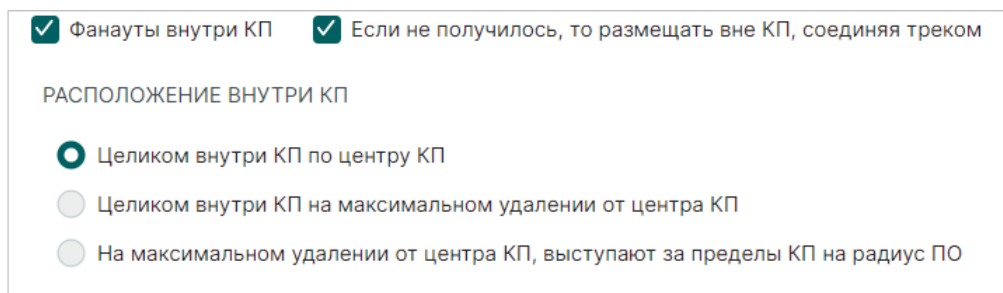 Фанауты внутри КП Если не получилось, то размещать вне КП, соединяя треком
РАСПОЛОЖЕНИЕ ВНУТРИ КП
Целиком внутри КП по центру КП
Целиком внутри КП на максимальном удалении от центра КП
На максимальном удалении от центра КП, выступают за пределы КП на радиус ПО